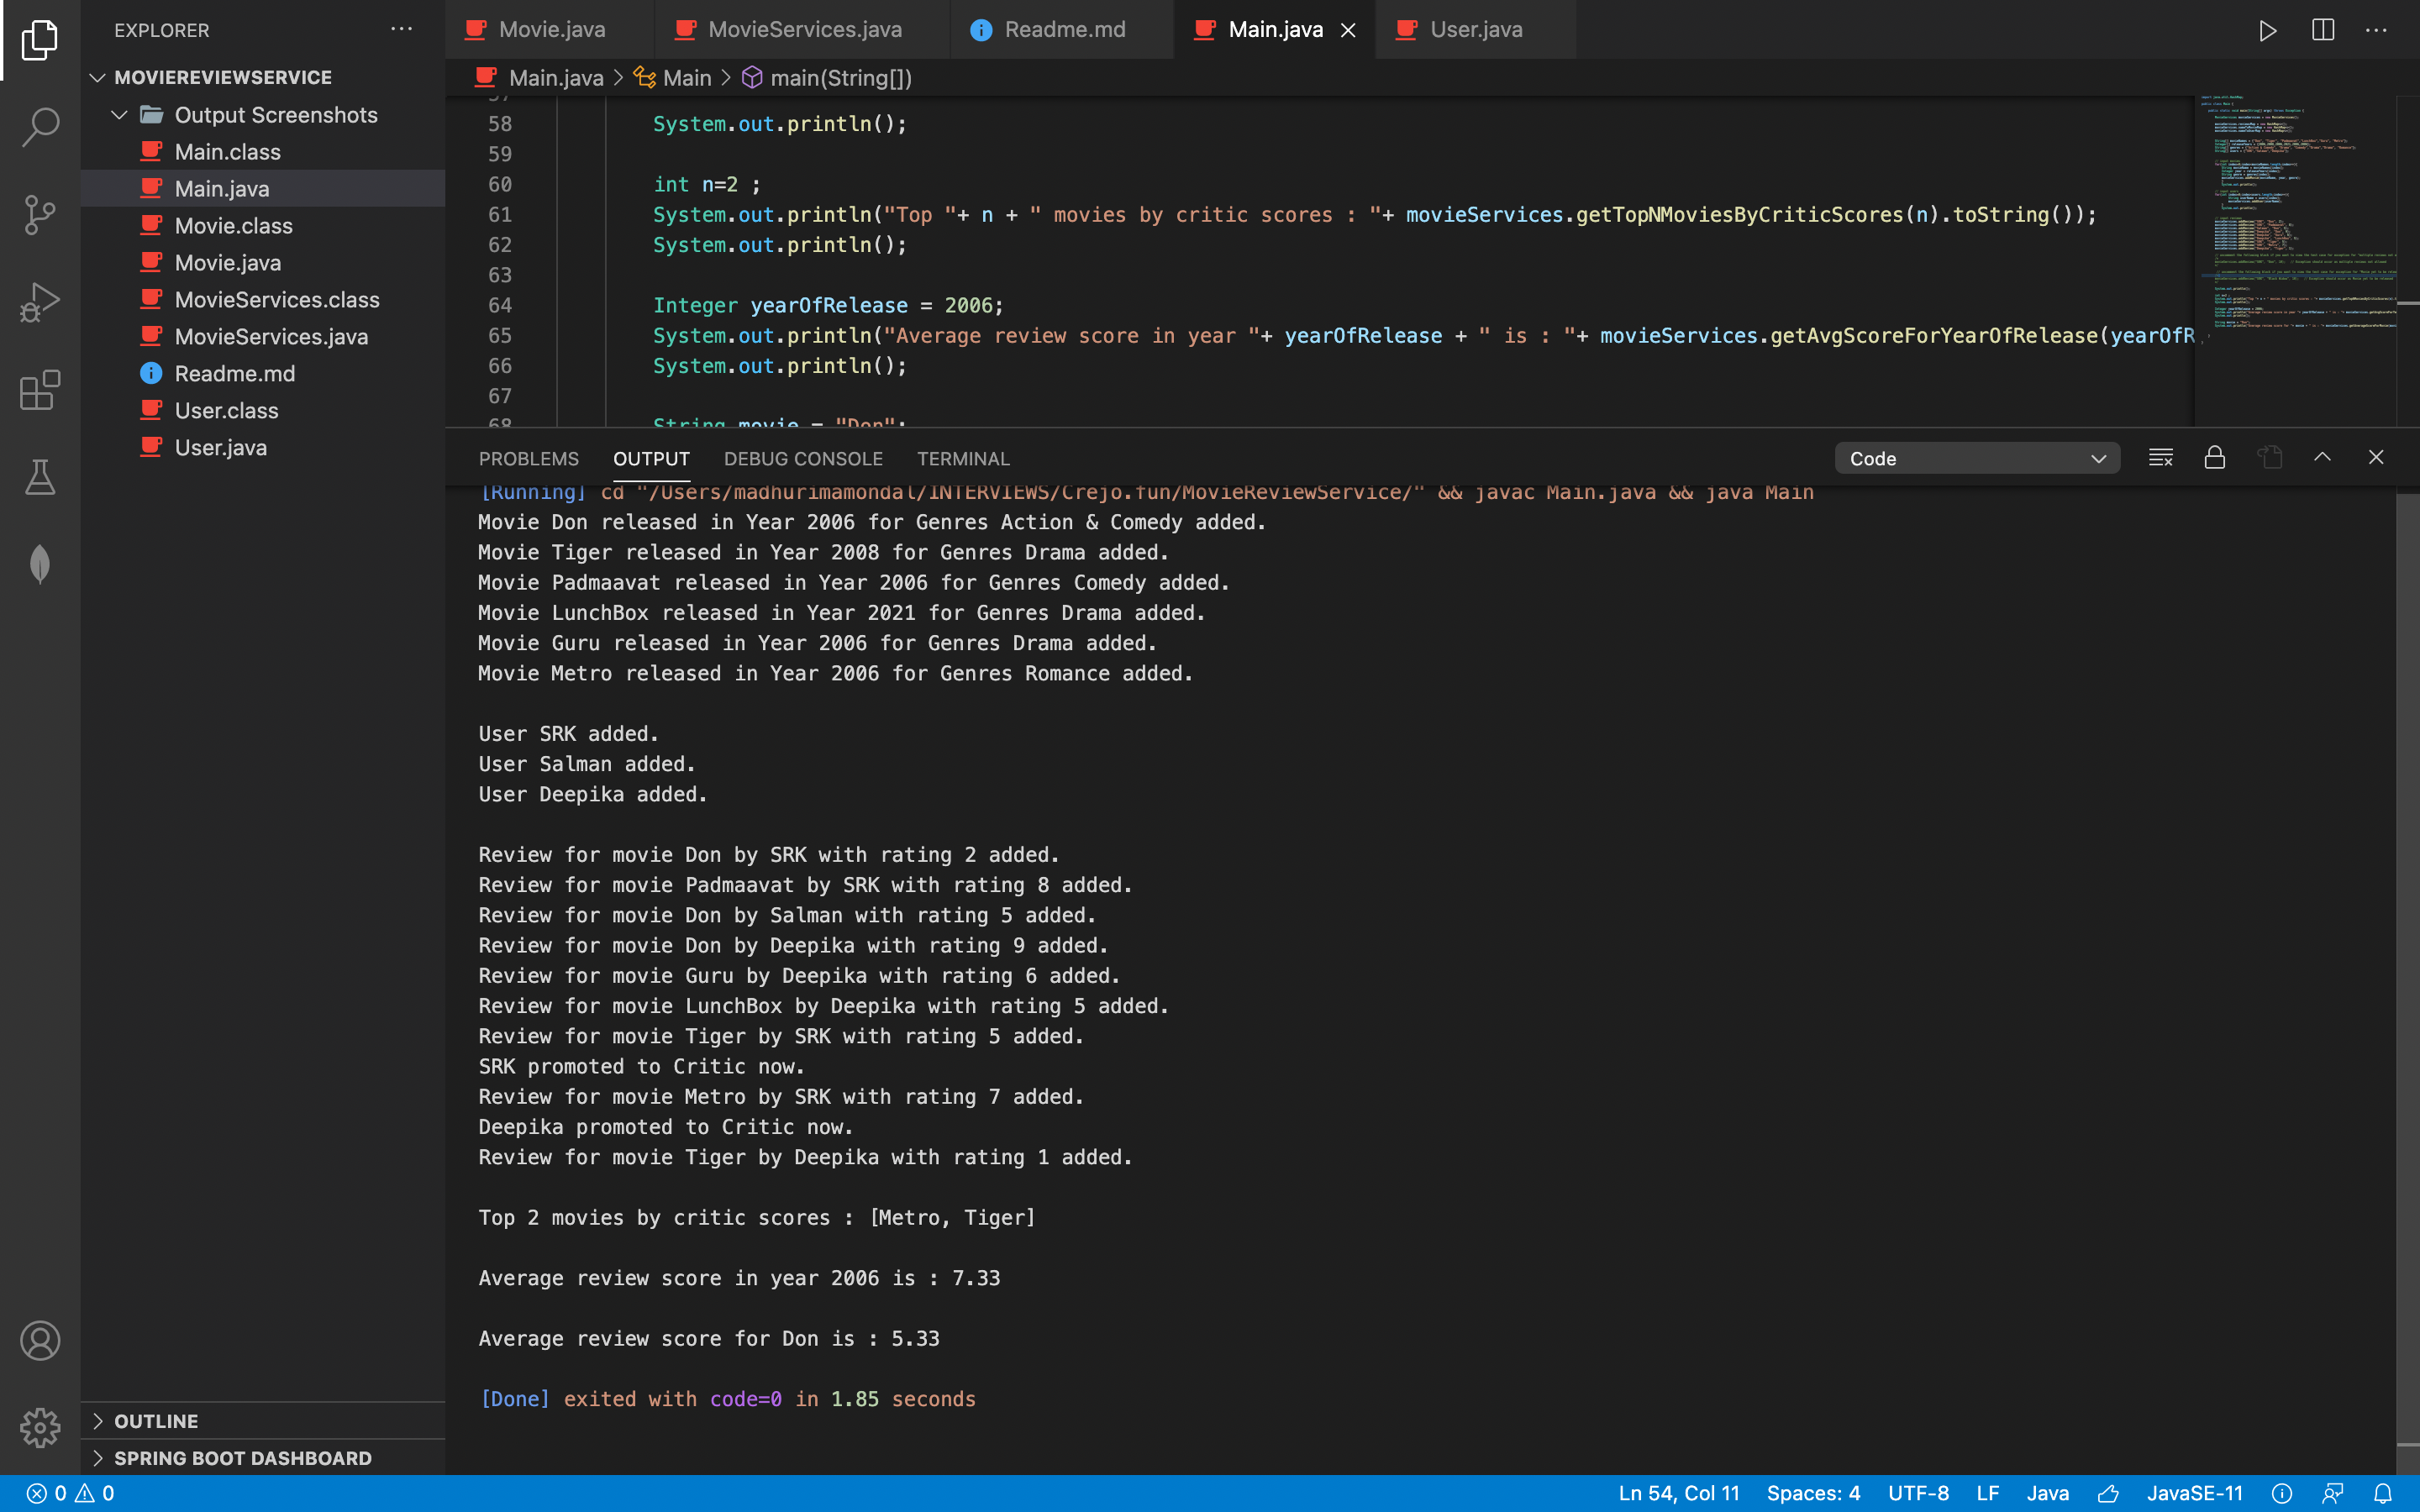 EXPLORER
MOVIEREVIEWSERVICE
Output Screenshots
Main.class
Main.java
Movie.class
Movie.java
MovieServices.class
MovieServices.java
Readme.md
User.class
User.java
OUTLINE
SPRING BOOT DASHBOARD
Movie.java MovieServices.java Readme.md Main.java User.java
Main.java Main main(String[])
58 System.out.println();
59
60 int n=2 ;
61 System.out.println("Top "+ n + " movies by critic scores : "+ movieServices.getTopNMoviesByCriticScores(n).toString());
62 System.out.println();
63
64 Integer yearOfRelease = 2006;
65 System.out.println("Average review score in year "+ yearOfRelease + " is : "+ movieServices.getAvgScoreForYearOfRelease(yearOfR
66 System.out.println();
67
68 String movie = "Don";
PROBLEMS OUTPUT DEBUG CONSOLE TERMINAL Code
[Running] cd "/Users/madhurimamondal/INTERVIEWS/Crejo.fun/MovieReviewService/" && javac Main.java && java Main
Movie Don released in Year 2006 for Genres Action & Comedy added.
Movie Tiger released in Year 2008 for Genres Drama added.
Movie Padmaavat released in Year 2006 for Genres Comedy added.
Movie LunchBox released in Year 2021 for Genres Drama added.
Movie Guru released in Year 2006 for Genres Drama added.
Movie Metro released in Year 2006 for Genres Romance added.
User SRK added.
User Salman added.
User Deepika added.
Review for movie Don by SRK with rating 2 added.
Review for movie Padmaavat by SRK with rating 8 added.
Review for movie Don by Salman with rating 5 added.
Review for movie Don by Deepika with rating 9 added.
Review for movie Guru by Deepika with rating 6 added.
Review for movie LunchBox by Deepika with rating 5 added.
Review for movie Tiger by SRK with rating 5 added.
SRK promoted to Critic now.
Review for movie Metro by SRK with rating 7 added.
Deepika promoted to Critic now.
Review for movie Tiger by Deepika with rating 1 added.
Top 2 movies by critic scores : [Metro, Tiger]
Average review score in year 2006 is : 7.33
Average review score for Don is : 5.33
[Done] exited with code=0 in 1.85 seconds
0 0 Ln 54, Col 11 Spaces: 4 UTF-8 LF Java JavaSE-11